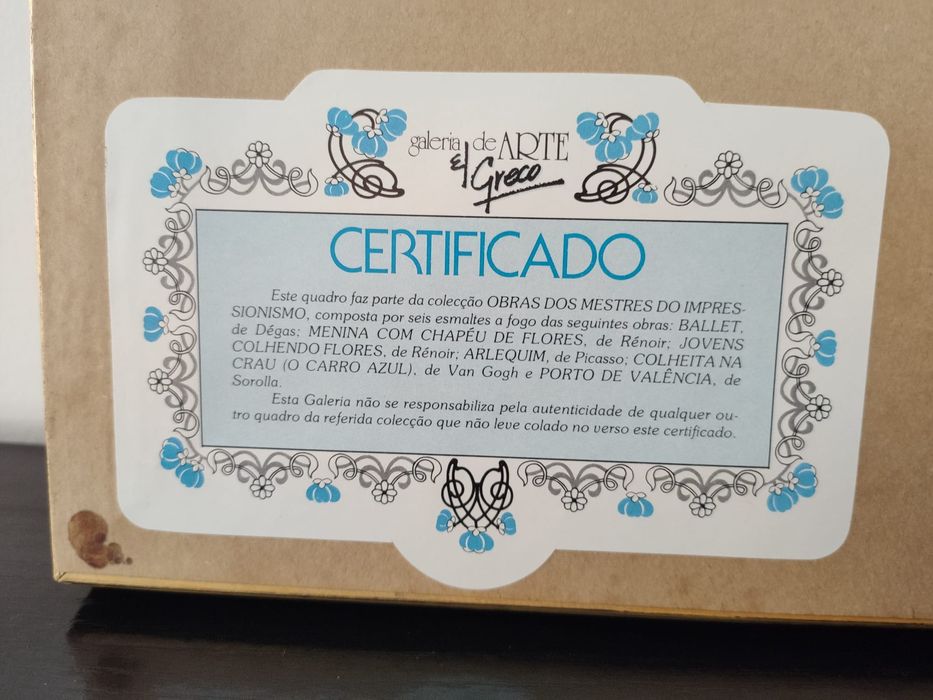 galeria de ARTE
El Greco
CERTIFICADO
Este quadro faz parte da colecção OBRAS DOS MESTRES DO IMPRES-
SIONISMO, composta por seis esmaltes a fogo das seguintes obras: BALLET,
de Dégas; MENINA COM CHAPÉU DE FLORES, de Rénoir; JOVENS
COLHENDO FLORES, de Rénoir; ARLEQUIM, de Picasso; COLHEITA NA
CRAU (O CARRO AZUL), de Van Gogh e PORTO DE VALÊNCIA, de
Sorolla.
Esta Galeria não se responsabiliza pela autenticidade de qualquer ou-
tro quadro da referida colecção que não leve colado no verso este certificado.